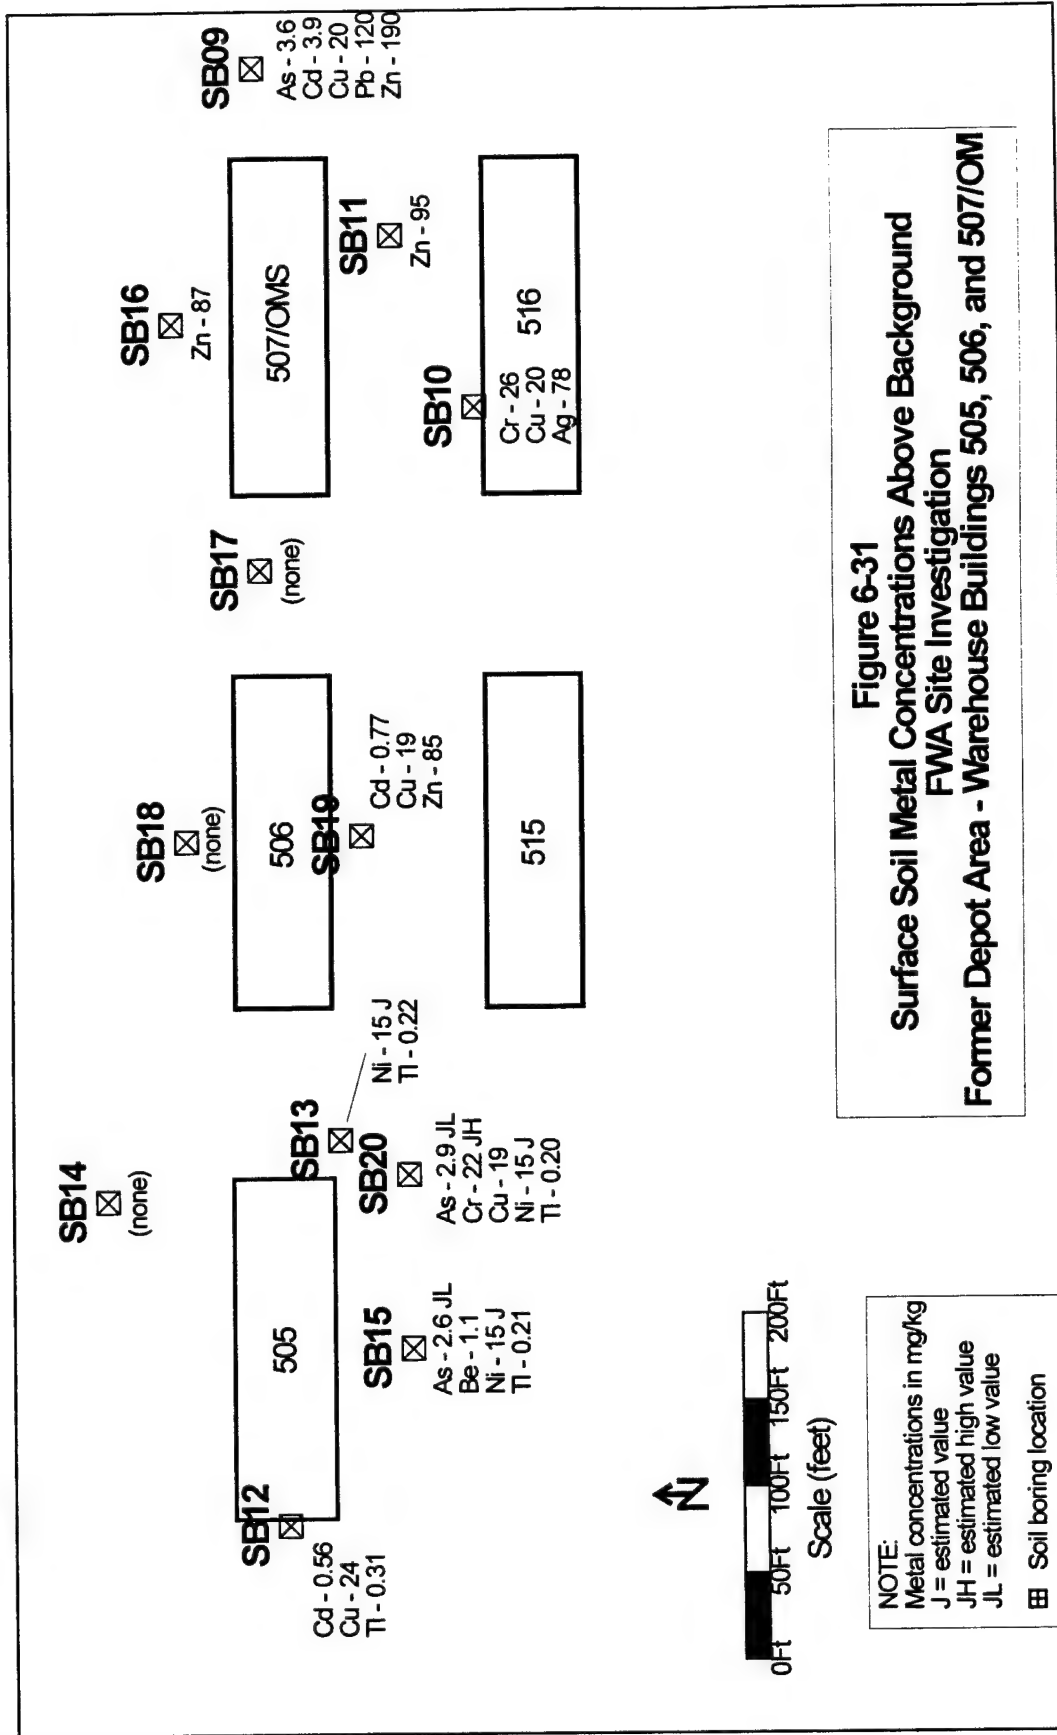 SB14
(none)
SB18
(none)
SB16
Zn - 87
SB17
(none)
SB09
As - 3.6
Cd - 3.9
Cu - 20
Pb - 120
Zn - 190
SB12
Cd - 0.56
Cu - 24
Tl - 0.31
505
SB13
Ni - 15 J
Tl - 0.22
506
507/OMS
SB15
As - 2.6 JL
Be - 1.1
Ni - 15 J
Tl - 0.21
SB20
As - 2.9 JL
Cr - 22 JH
Cu - 19
Ni - 15 J
Tl - 0.20
SB19
Cd - 0.77
Cu - 19
Zn - 85
SB11
Zn - 95
SB10
Cr - 26
Cu - 20
Ag - 78
515
516
N
0Ft 50Ft 100Ft 150Ft 200Ft
Scale (feet)
NOTE:
Metal concentrations in mg/kg
J = estimated value
JH = estimated high value
JL = estimated low value
Soil boring location
Figure 6-31
Surface Soil Metal Concentrations Above Background
FWA Site Investigation
Former Depot Area - Warehouse Buildings 505, 506, and 507/OM